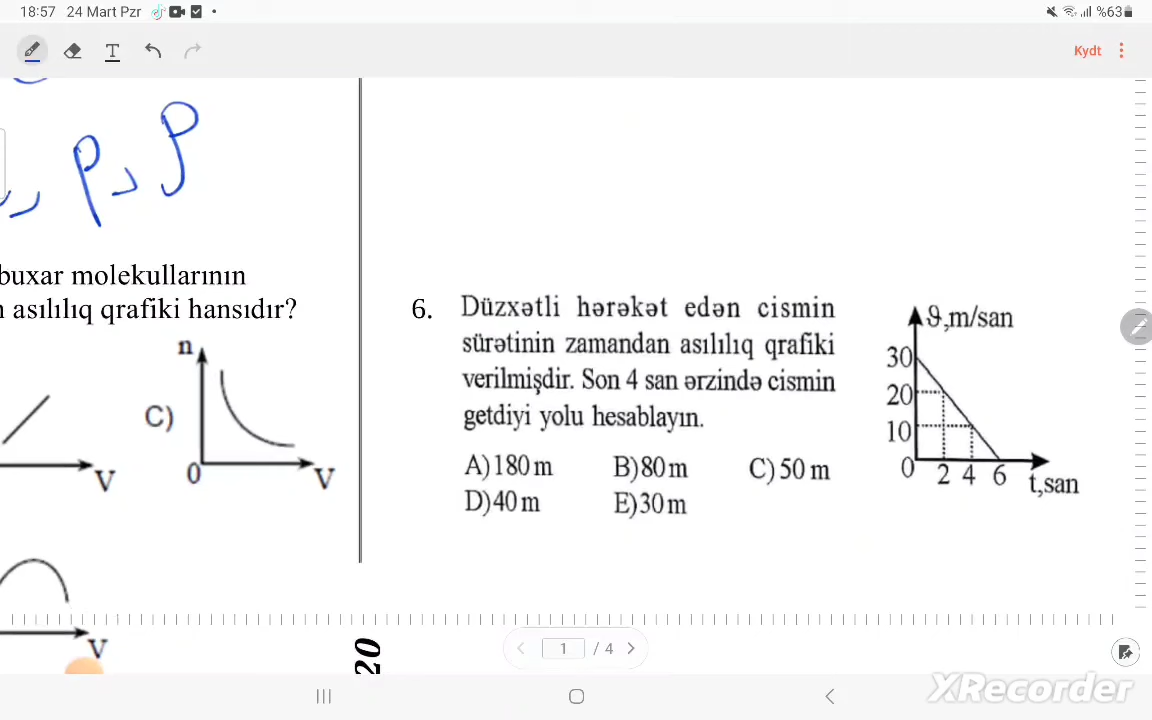 18:57 24 Mart Pzr %63
T
Kydt
, ρ, ρ
buxar molekullarının
asılılıq qrafiki hansıdır?
n
C)
V
0
V
V
20
6. Düzxətli hərəkət edən cismin
sürətinin zamandan asılılıq qrafiki
verilmişdir. Son 4 san ərzində cismin
getdiyi yolu hesablayın.
A) 180 m B) 80 m C) 50 m
D) 40 m E) 30 m
ϑ,m/san
30
20
10
0 2 4 6 t,san
1 / 4
XRecorder